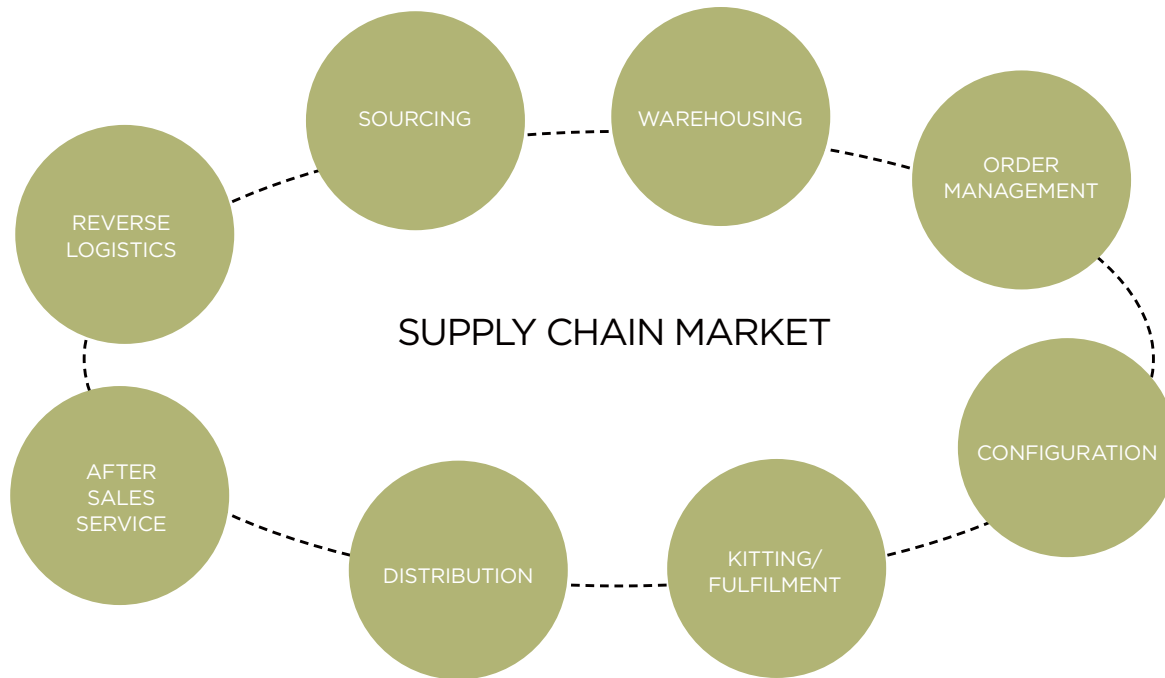 SOURCING
WAREHOUSING
ORDER
MANAGEMENT
REVERSE
LOGISTICS
SUPPLY CHAIN MARKET
CONFIGURATION
AFTER
SALES
SERVICE
DISTRIBUTION
KITTING/
FULFILMENT